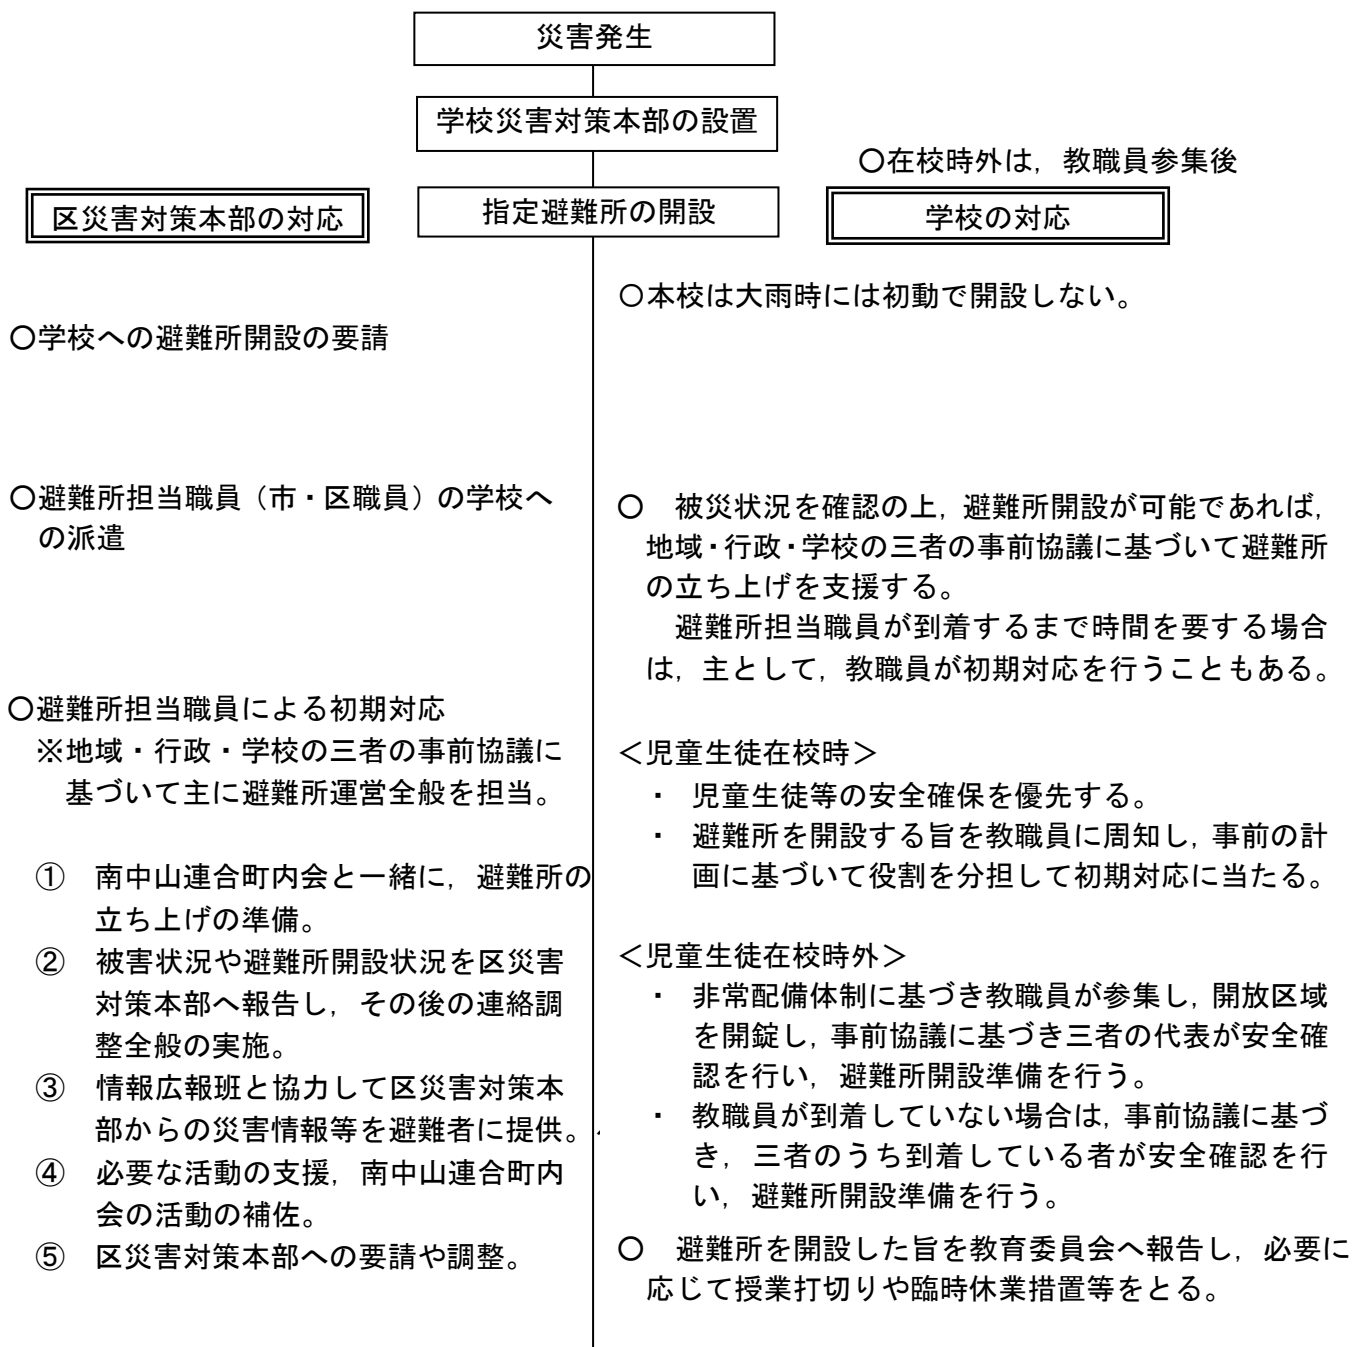 災害発生
学校災害対策本部の設置
〇在校時外は，教職員参集後
区災害対策本部の対応
指定避難所の開設
学校の対応
〇学校への避難所開設の要請
〇避難所担当職員（市・区職員）の学校へ
の派遣
〇避難所担当職員による初期対応
※地域・行政・学校の三者の事前協議に
基づいて主に避難所運営全般を担当。
① 南中山連合町内会と一緒に，避難所の
立ち上げの準備。
② 被害状況や避難所開設状況を区災害
対策本部へ報告し，その後の連絡調
整全般の実施。
③ 情報広報班と協力して区災害対策本
部からの災害情報等を避難者に提供。
④ 必要な活動の支援，南中山連合町内
会の活動の補佐。
⑤ 区災害対策本部への要請や調整。
〇本校は大雨時には初動で開設しない。
〇 被災状況を確認の上，避難所開設が可能であれば，
地域・行政・学校の三者の事前協議に基づいて避難所
の立ち上げを支援する。
避難所担当職員が到着するまで時間を要する場合
は，主として，教職員が初期対応を行うこともある。
＜児童生徒在校時＞
・ 児童生徒等の安全確保を優先する。
・ 避難所を開設する旨を教職員に周知し，事前の計
画に基づいて役割を分担して初期対応に当たる。
＜児童生徒在校時外＞
・ 非常配備体制に基づき教職員が参集し，開放区域
を開錠し，事前協議に基づき三者の代表が安全確
認を行い，避難所開設準備を行う。
・ 教職員が到着していない場合は，事前協議に基づ
き，三者のうち到着している者が安全確認を行
い，避難所開設準備を行う。
〇 避難所を開設した旨を教育委員会へ報告し，必要に
応じて授業打切りや臨時休業措置等をとる。